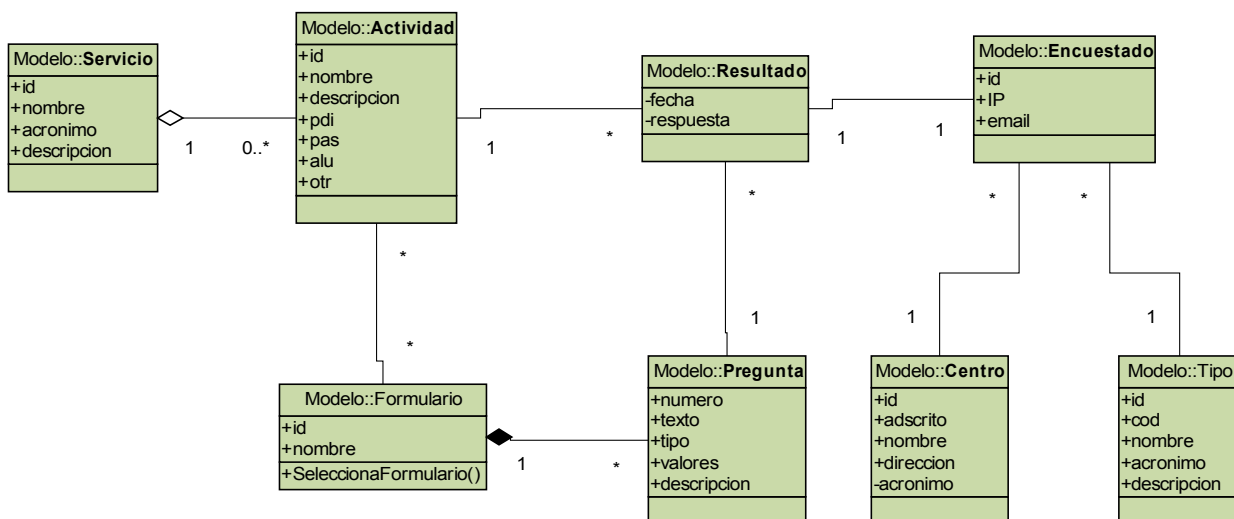 Modelo::Servicio
+id
+nombre
+acronimo
+descripcion
1
0..*
Modelo::Actividad
+id
+nombre
+descripcion
+pdi
+pas
+alu
+otr
1
*
Modelo::Resultado
-fecha
-respuesta
1
1
Modelo::Encuestado
+id
+IP
+email
*
*
*
*
1
1
1
*
Modelo::Formulario
+id
+nombre
+SeleccionaFormulario()
1
*
Modelo::Pregunta
+numero
+texto
+tipo
+valores
+descripcion
Modelo::Centro
+id
+adscrito
+nombre
+direccion
-acronimo
Modelo::Tipo
+id
+cod
+nombre
+acronimo
+descripcion